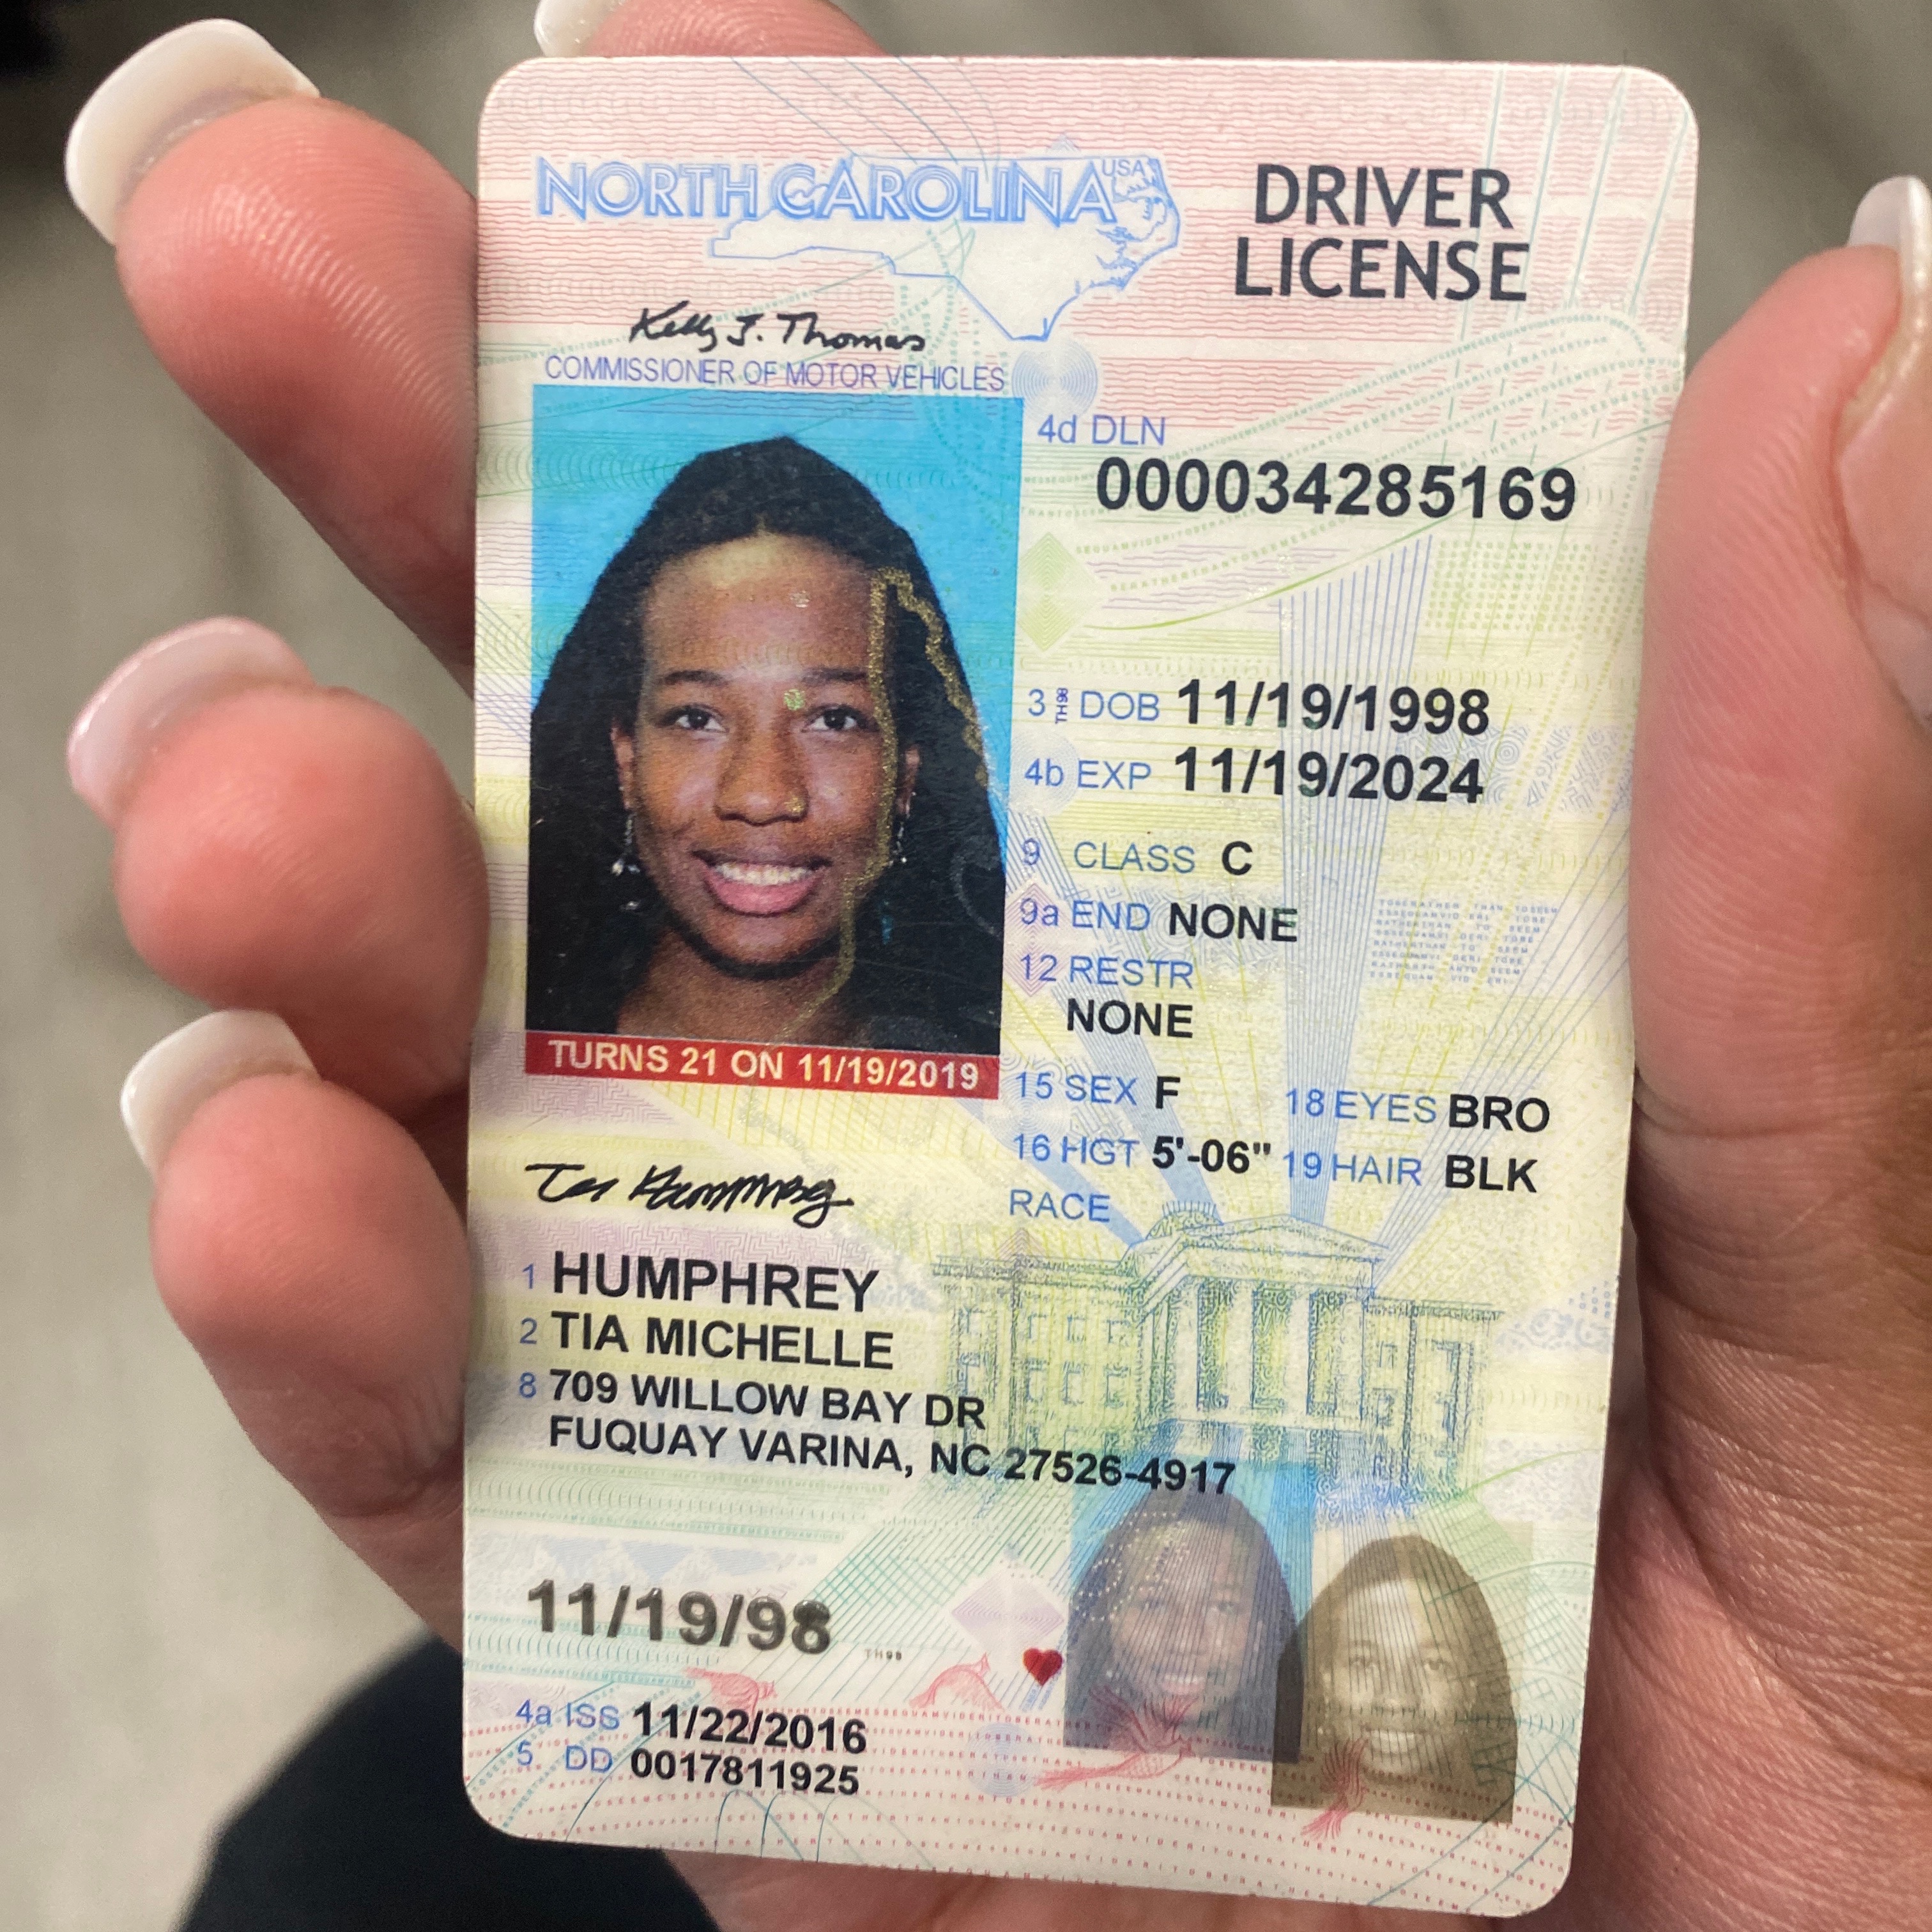 NORTH CAROLINA USA
DRIVER
LICENSE
Kelly J. Thomas
COMMISSIONER OF MOTOR VEHICLES
4d DLN
000034285169
3 DOB 11/19/1998
4b EXP 11/19/2024
9 CLASS C
9a END NONE
12 RESTR
NONE
TURNS 21 ON 11/19/2019
15 SEX F 18 EYES BRO
16 HGT 5'-06" 19 HAIR BLK
RACE
1 HUMPHREY
2 TIA MICHELLE
8 709 WILLOW BAY DR
FUQUAY VARINA, NC 27526-4917
11/19/98
TH98
4a ISS 11/22/2016
5 DD 0017811925